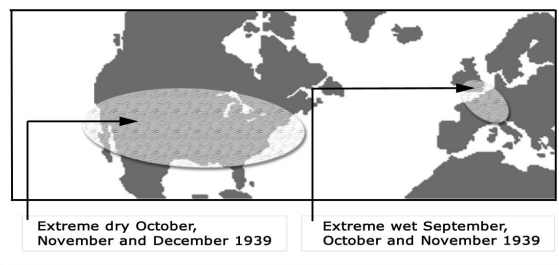 Extreme dry October,
November and December 1939
Extreme wet September,
October and November 1939